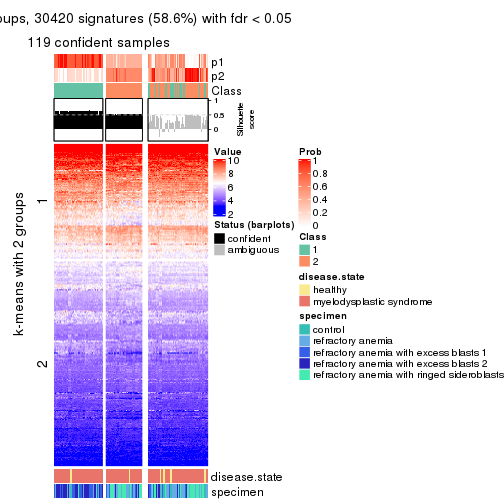 oups, 30420 signatures (58.6%) with fdr < 0.05
119 confident samples
p1
p2
Class
1
0.5
0
Silhouette
score
k-means with 2 groups
1
2
Value
10
8
6
4
2
Status (barplots)
confident
ambiguous
Prob
1
0.8
0.6
0.4
0.2
0
Class
1
2
disease.state
healthy
myelodysplastic syndrome
specimen
control
refractory anemia
refractory anemia with excess blasts 1
refractory anemia with excess blasts 2
refractory anemia with ringed sideroblasts
disease.state
specimen